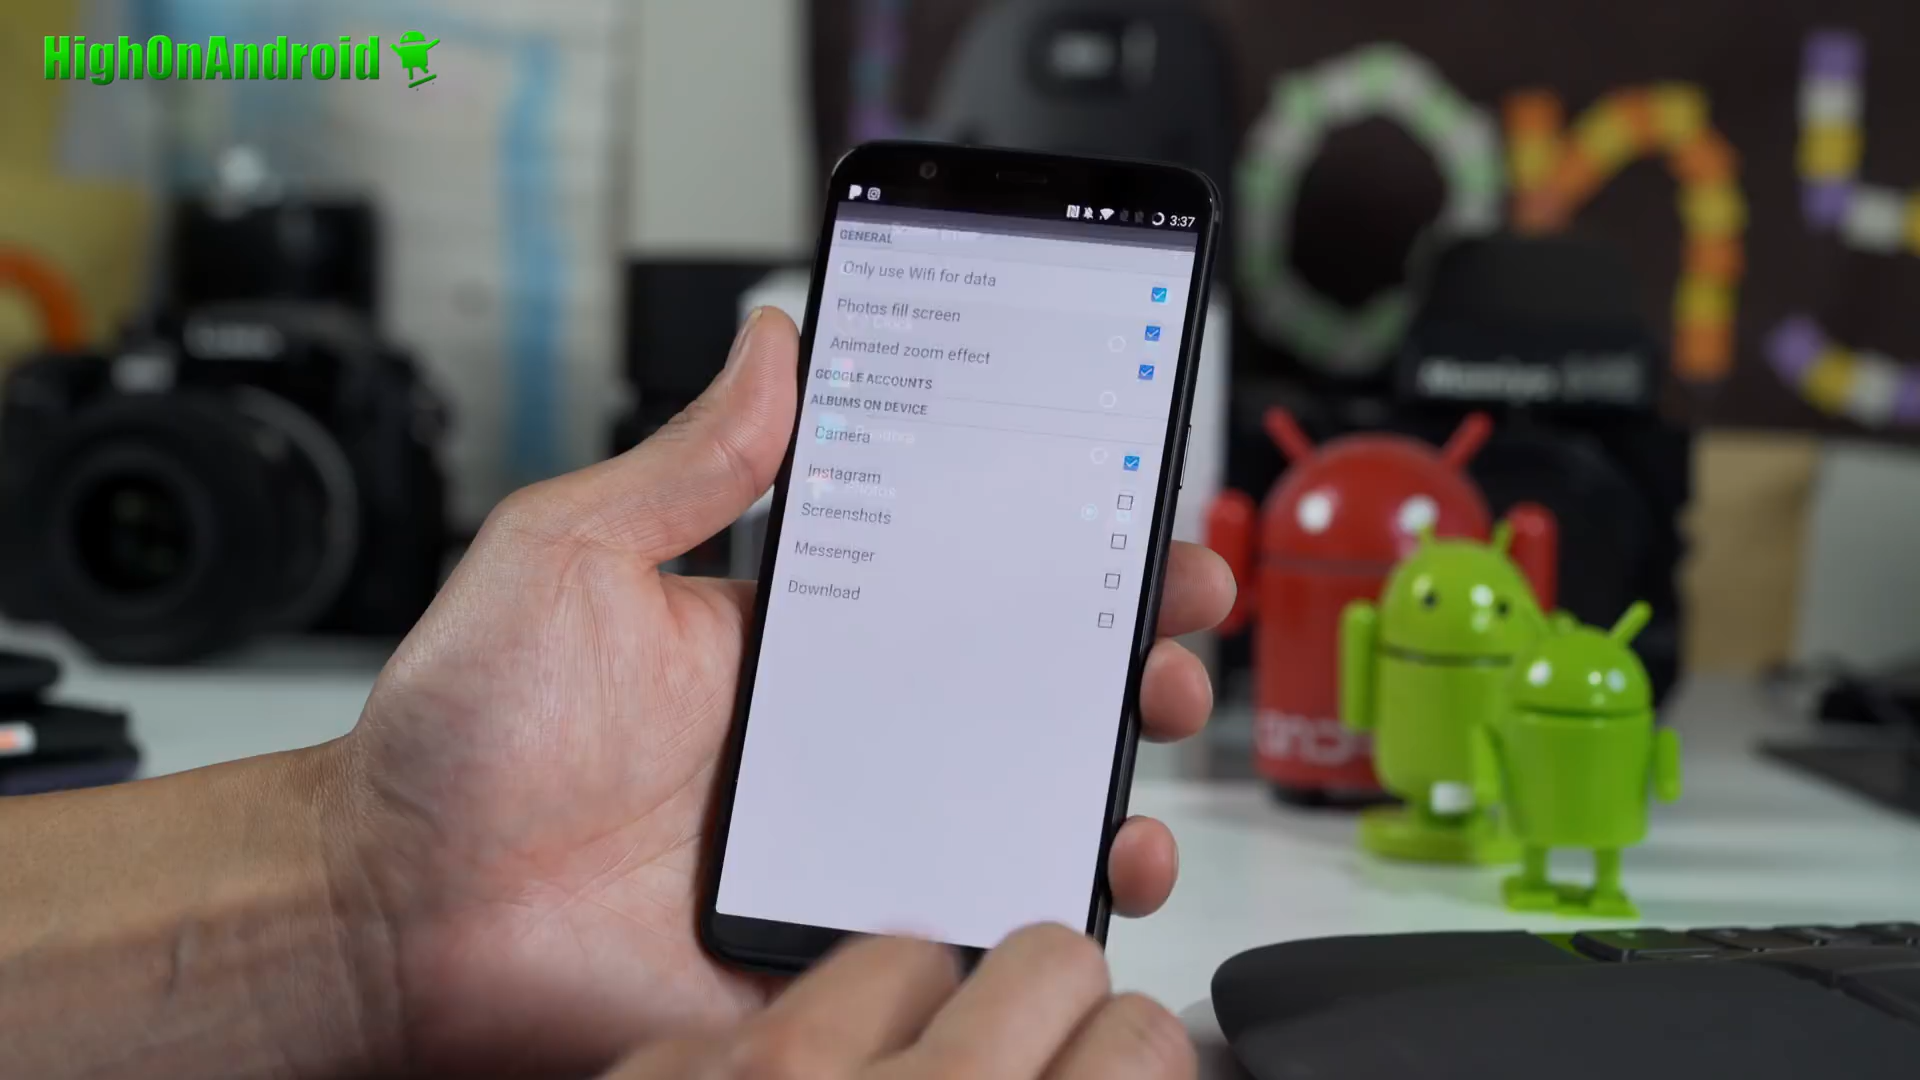 HighOnAndroid
3:37
GENERAL
Only use Wifi for data
Photos fill screen
Animated zoom effect
GOOGLE ACCOUNTS
ALBUMS ON DEVICE
Camera
Instagram
Screenshots
Messenger
Download